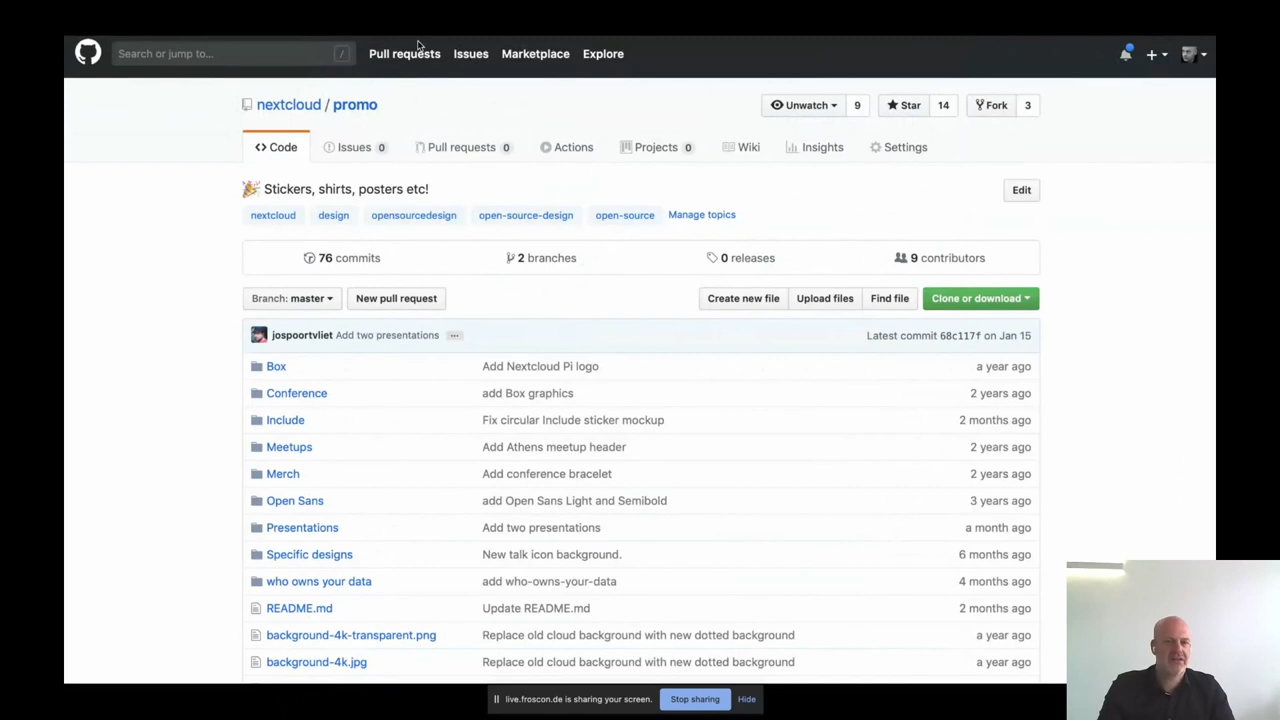 Search or jump to... /
Pull requests Issues Marketplace Explore
nextcloud / promo
Unwatch 9 Star 14 Fork 3
Code Issues 0 Pull requests 0 Actions Projects 0 Wiki Insights Settings
Stickers, shirts, posters etc! Edit
nextcloud design opensourcedesign open-source-design open-source Manage topics
76 commits 2 branches 0 releases 9 contributors
Branch: master New pull request Create new file Upload files Find file Clone or download
jospoortvliet Add two presentations ... Latest commit 68c117f on Jan 15
Box Add Nextcloud Pi logo a year ago
Conference add Box graphics 2 years ago
Include Fix circular Include sticker mockup 2 months ago
Meetups Add Athens meetup header 2 years ago
Merch Add conference bracelet 2 years ago
Open Sans add Open Sans Light and Semibold 3 years ago
Presentations Add two presentations a month ago
Specific designs New talk icon background. 6 months ago
who owns your data add who-owns-your-data 4 months ago
README.md Update README.md 2 months ago
background-4k-transparent.png Replace old cloud background with new dotted background a year ago
background-4k.jpg Replace old cloud background with new dotted background a year ago
live.froscon.de is sharing your screen. Stop sharing Hide